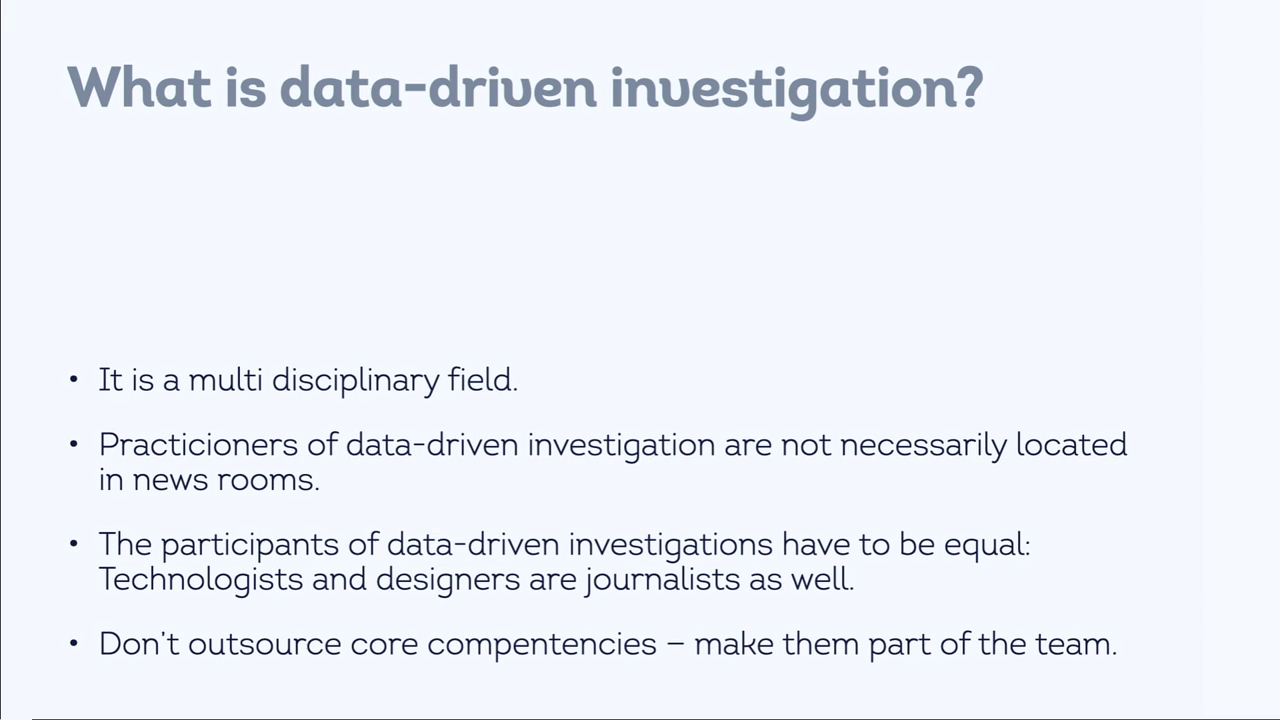 What is data-driven investigation?
• It is a multi disciplinary field.
• Practicioners of data-driven investigation are not necessarily located
in news rooms.
• The participants of data-driven investigations have to be equal:
Technologists and designers are journalists as well.
• Don't outsource core compentencies – make them part of the team.